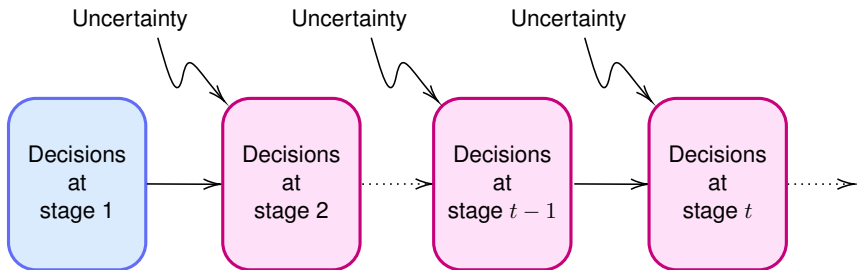 Uncertainty
Uncertainty
Uncertainty
Decisions
at
stage 1
Decisions
at
stage 2
Decisions
at
stage t − 1
Decisions
at
stage t